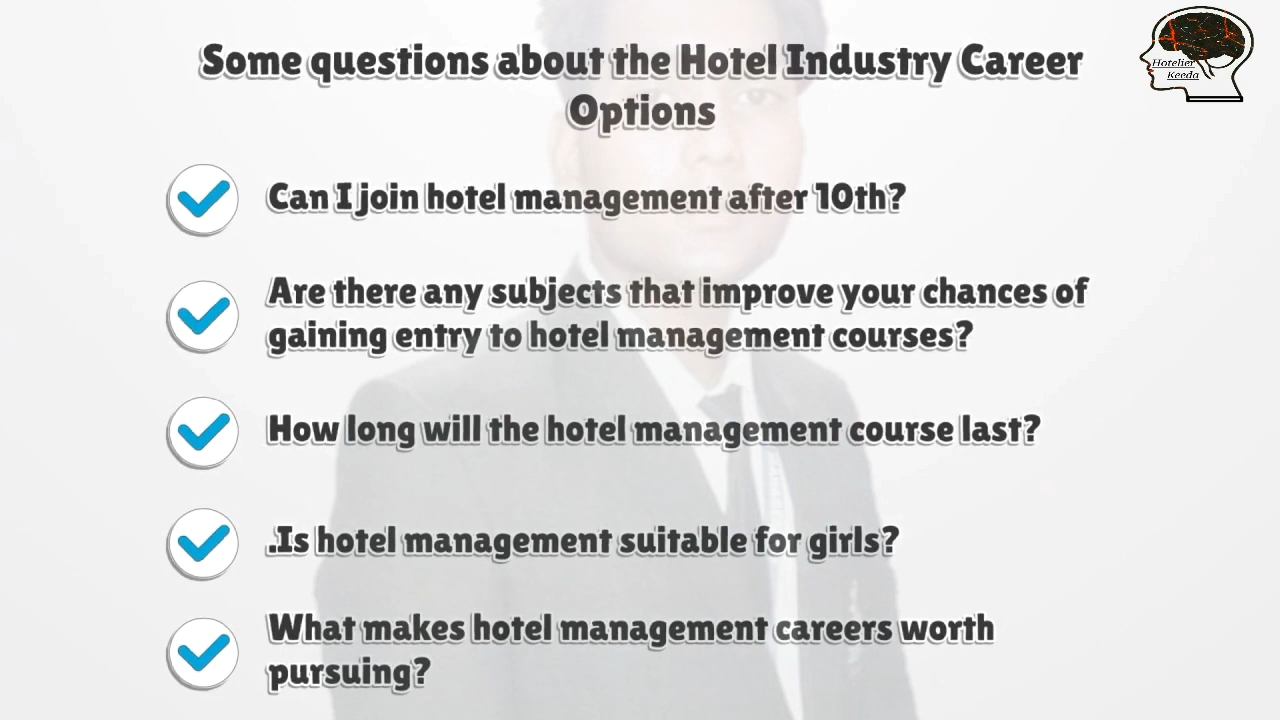 Some questions about the Hotel Industry Career
Options
Hotelier
Keeda
Can I join hotel management after 10th?
Are there any subjects that improve your chances of
gaining entry to hotel management courses?
How long will the hotel management course last?
.Is hotel management suitable for girls?
What makes hotel management careers worth
pursuing?